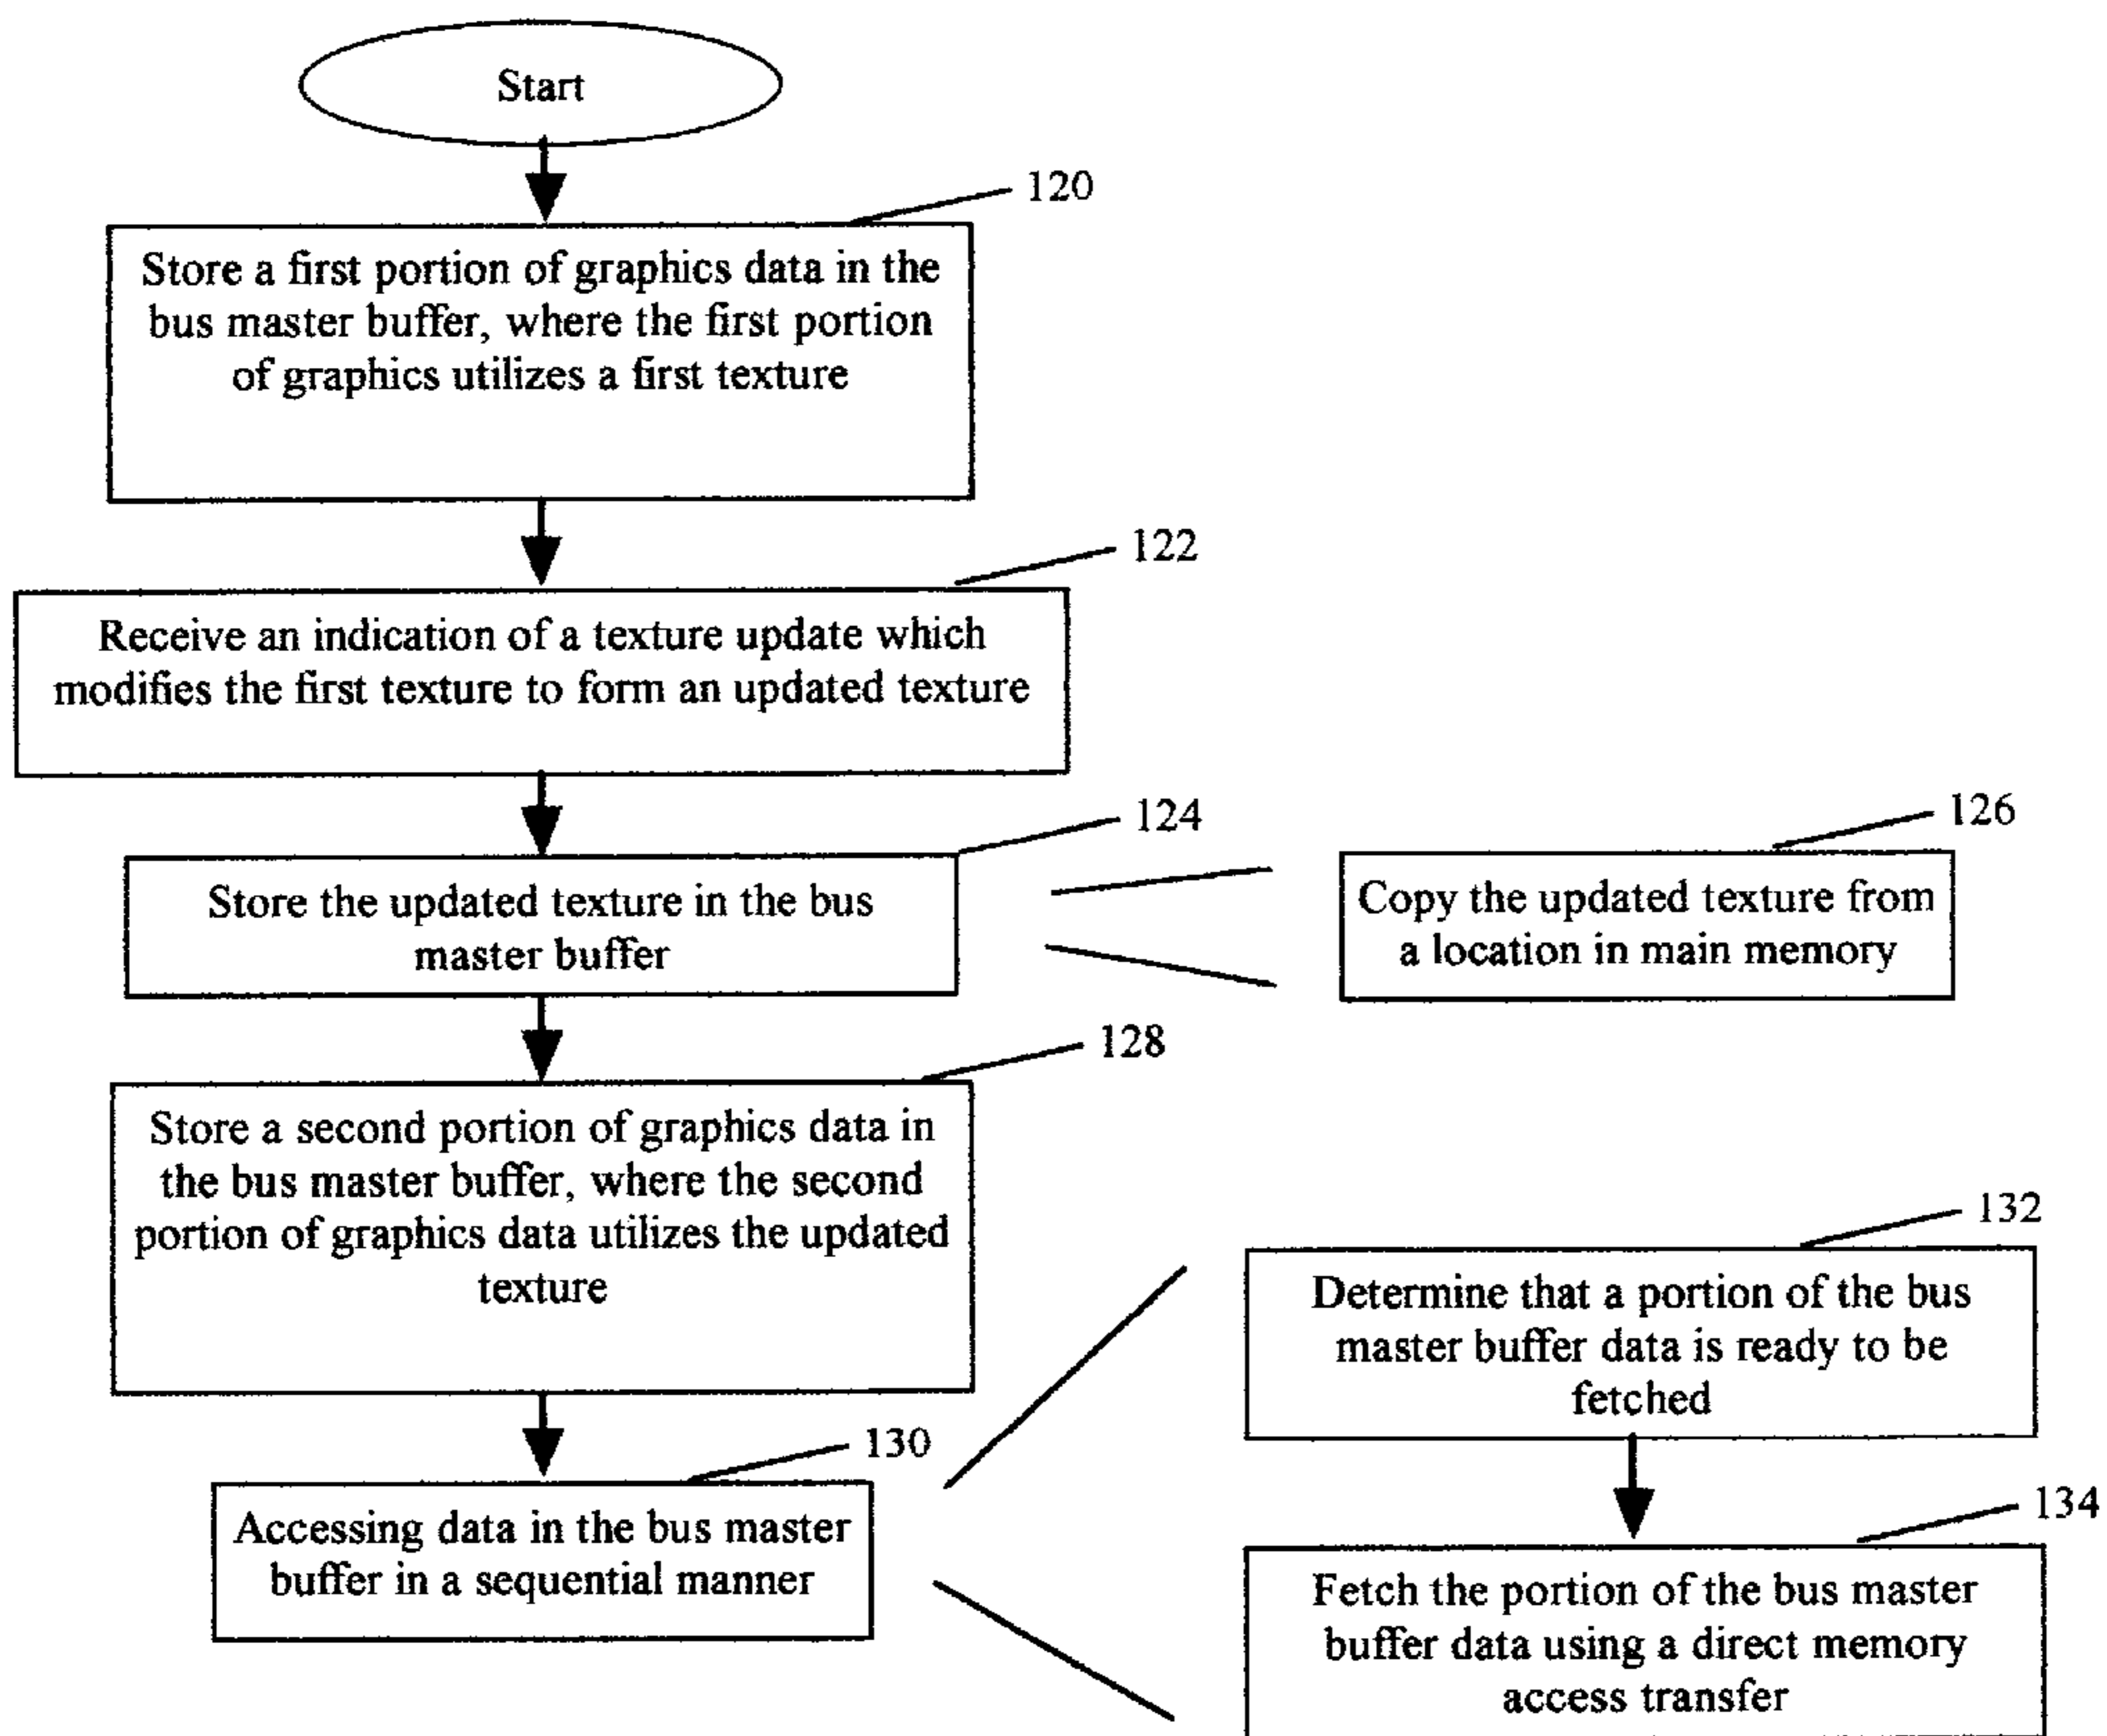 Start
120
Store a first portion of graphics data in the
bus master buffer, where the first portion
of graphics utilizes a first texture
122
Receive an indication of a texture update which
modifies the first texture to form an updated texture
124
Store the updated texture in the bus
master buffer
126
Copy the updated texture from
a location in main memory
128
Store a second portion of graphics data in
the bus master buffer, where the second
portion of graphics data utilizes the updated
texture
130
Accessing data in the bus master
buffer in a sequential manner
132
Determine that a portion of the bus
master buffer data is ready to be
fetched
134
Fetch the portion of the bus master
buffer data using a direct memory
access transfer